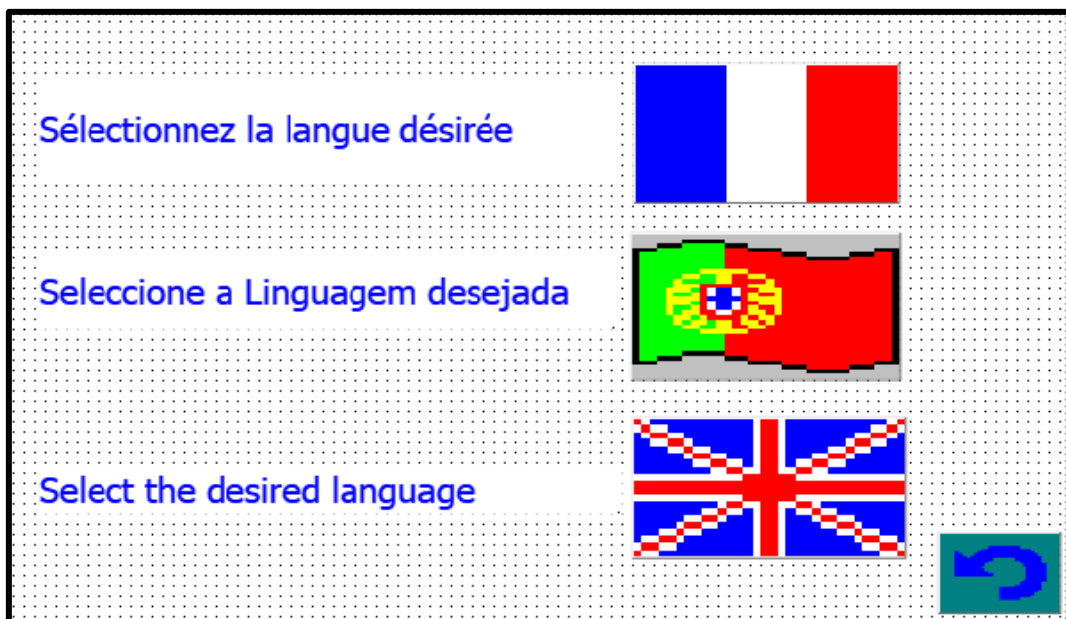 Sélectionnez la langue désirée
Seleccione a Linguagem desejada
Select the desired language